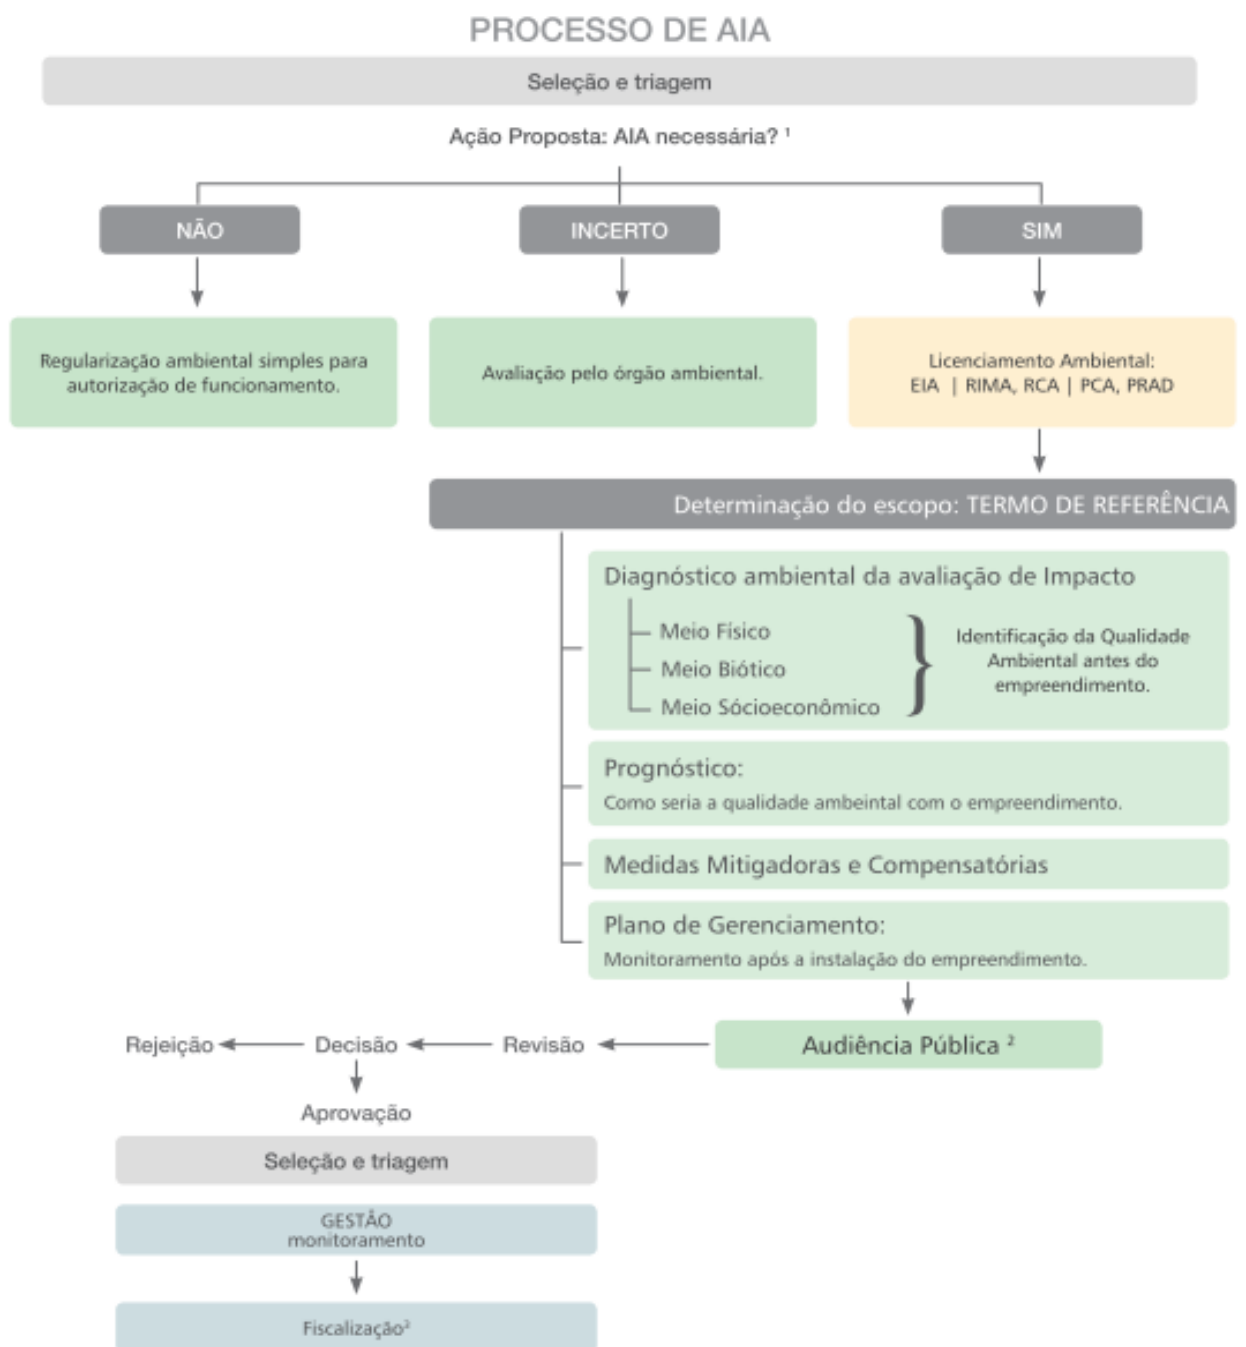 PROCESSO DE AIA
Seleção e triagem
Ação Proposta: AIA necessária? ¹
NÃO
INCERTO
SIM
Regularização ambiental simples para
autorização de funcionamento.
Avaliação pelo órgão ambiental.
Licenciamento Ambiental:
EIA | RIMA, RCA | PCA, PRAD
Determinação do escopo: TERMO DE REFERÊNCIA
Diagnóstico ambiental da avaliação de Impacto
Meio Físico
Meio Biótico
Meio Sócioeconômico
Identificação da Qualidade
Ambiental antes do
empreendimento.
Prognóstico:
Como seria a qualidade ambeintal com o empreendimento.
Medidas Mitigadoras e Compensatórias
Plano de Gerenciamento:
Monitoramento após a instalação do empreendimento.
Audiência Pública ²
Revisão
Decisão
Rejeição
Aprovação
Seleção e triagem
GESTÃO
monitoramento
Fiscalização³